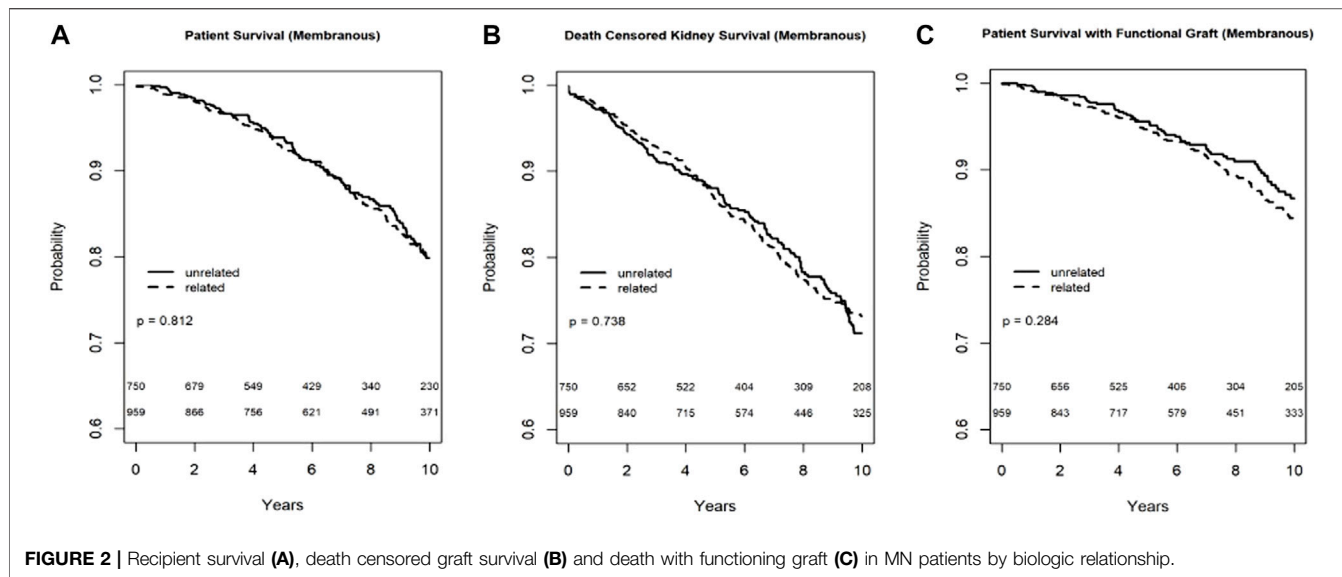 A
Patient Survival (Membranous)
Probability
1.0
0.9
0.8
0.7
0.6
unrelated
related
p = 0.812
750 679 549 429 340 230
959 866 756 621 491 371
0 2 4 6 8 10
Years
B
Death Censored Kidney Survival (Membranous)
Probability
1.0
0.9
0.8
0.7
0.6
unrelated
related
p = 0.738
750 652 522 404 309 208
959 840 715 574 446 325
0 2 4 6 8 10
Years
C
Patient Survival with Functional Graft (Membranous)
Probability
1.0
0.9
0.8
0.7
0.6
unrelated
related
p = 0.284
750 656 525 406 304 205
959 843 717 579 451 333
0 2 4 6 8 10
Years
FIGURE 2 | Recipient survival (A), death censored graft survival (B) and death with functioning graft (C) in MN patients by biologic relationship.